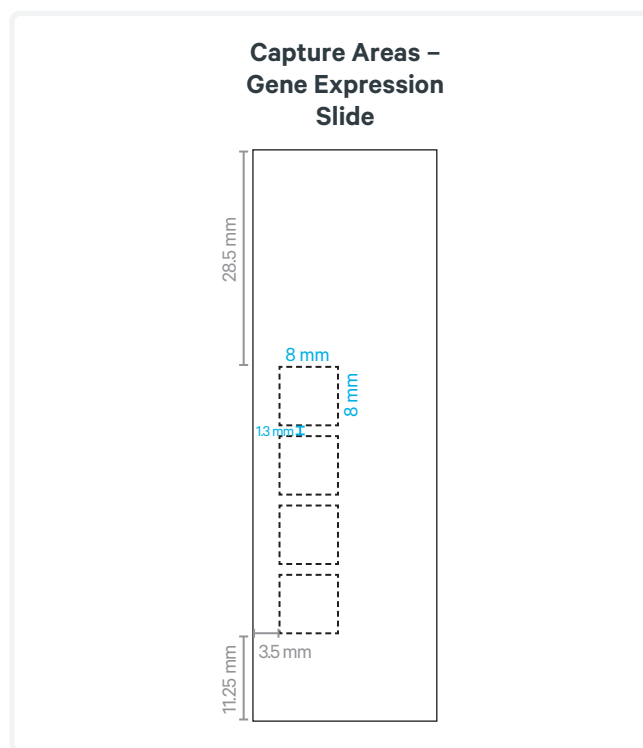 Capture Areas –
Gene Expression
Slide
28.5 mm
8 mm
8 mm
1.3 mm
3.5 mm
11.25 mm